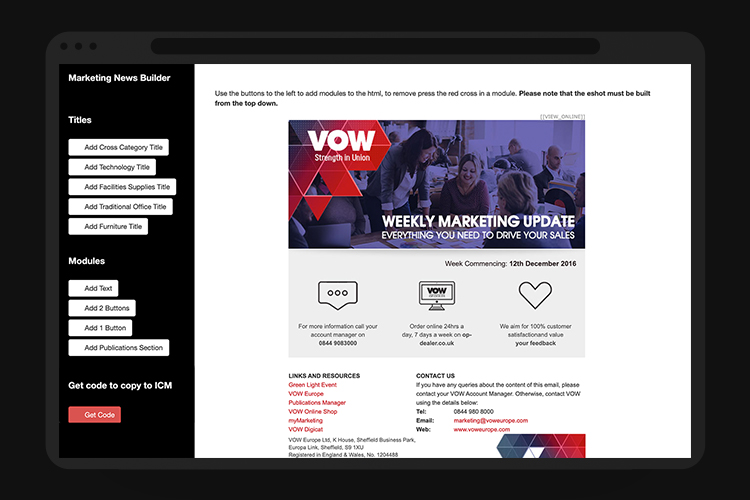 Marketing News Builder
Titles
Add Cross Category Title
Add Technology Title
Add Facilities Supplies Title
Add Traditional Office Title
Add Furniture Title
Modules
Add Text
Add 2 Buttons
Add 1 Button
Add Publications Section
Get code to copy to ICM
Get Code
Use the buttons to the left to add modules to the html, to remove press the red cross in a module. Please note that the eshot must be built
from the top down.
[[VIEW_ONLINE]]
VOW
Strength in Union
WEEKLY MARKETING UPDATE
EVERYTHING YOU NEED TO DRIVE YOUR SALES
Week Commencing: 12th December 2016
For more information call your
account manager on
0844 9083000
VOW
Order online 24hrs a
day, 7 days a week on op-
dealer.co.uk
We aim for 100% customer
satisfactionand value
your feedback
LINKS AND RESOURCES
Green Light Event
VOW Europe
Publications Manager
VOW Online Shop
myMarketing
VOW Digicat
VOW Europe Ltd, K House, Sheffield Business Park,
Europa Link, Sheffield, S9 1XU
Registered in England & Wales, No. 1204488
CONTACT US
If you have any queries about the content of this email, please
contact your VOW Account Manager. Otherwise, contact VOW
using the details below:
Tel: 0844 980 8000
Email: marketing@voweurope.com
Web: www.voweurope.com